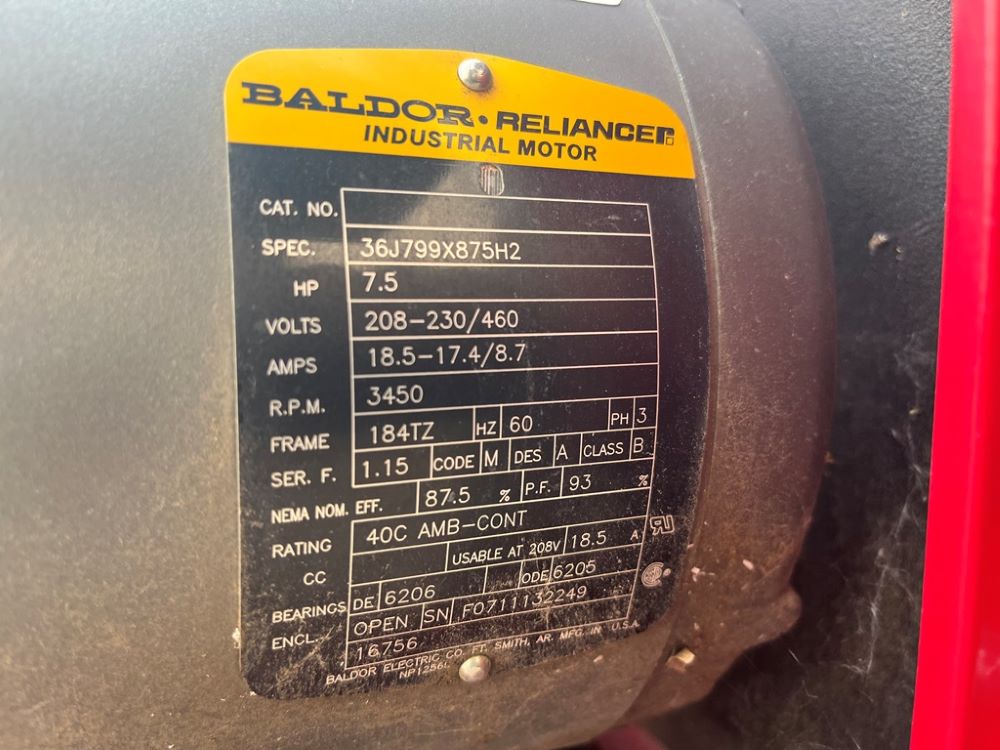 BALDOR • RELIANCE
INDUSTRIAL MOTOR
CAT. NO.
SPEC. 36J799X875H2
HP 7.5
VOLTS 208-230/460
AMPS 18.5-17.4/8.7
R.P.M. 3450
FRAME 184TZ HZ 60 PH 3
SER. F. 1.15 CODE M DES A CLASS B
NEMA NOM. EFF. 87.5 % P.F. 93 %
RATING 40C AMB-CONT
CC USABLE AT 208V 18.5 A
BEARINGS DE 6206 ODE 6205
ENCL. OPEN SN F0711132249
16756
BALDOR ELECTRIC CO. FT. SMITH, AR. MFG. IN U.S.A.
NP1256L